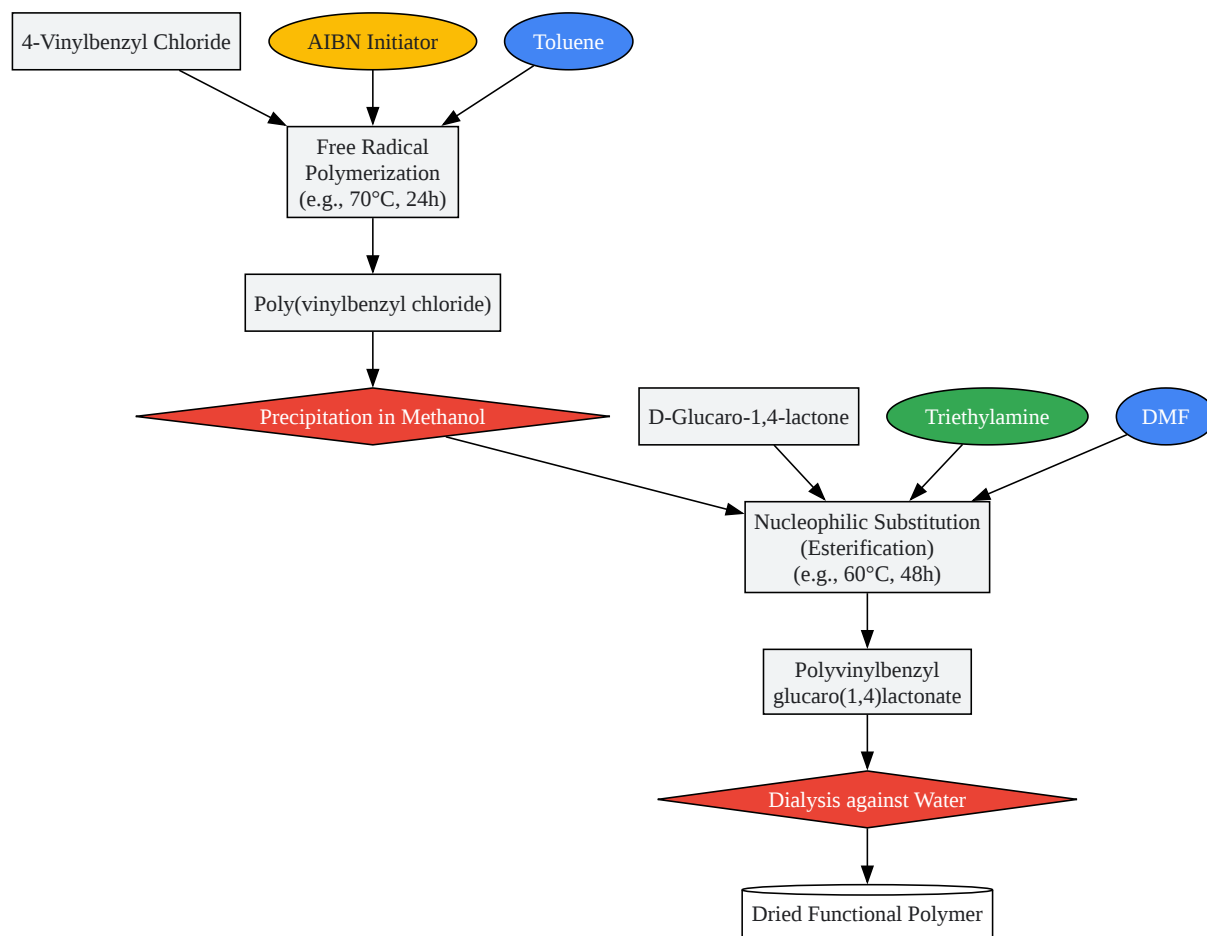 4-Vinylbenzyl Chloride
AIBN Initiator
Toluene
Free Radical
Polymerization
(e.g., 70°C, 24h)
Poly(vinylbenzyl chloride)
Precipitation in Methanol
D-Glucaro-1,4-lactone
Triethylamine
DMF
Nucleophilic Substitution
(Esterification)
(e.g., 60°C, 48h)
Polyvinylbenzyl
glucaro(1,4)lactonate
Dialysis against Water
Dried Functional Polymer